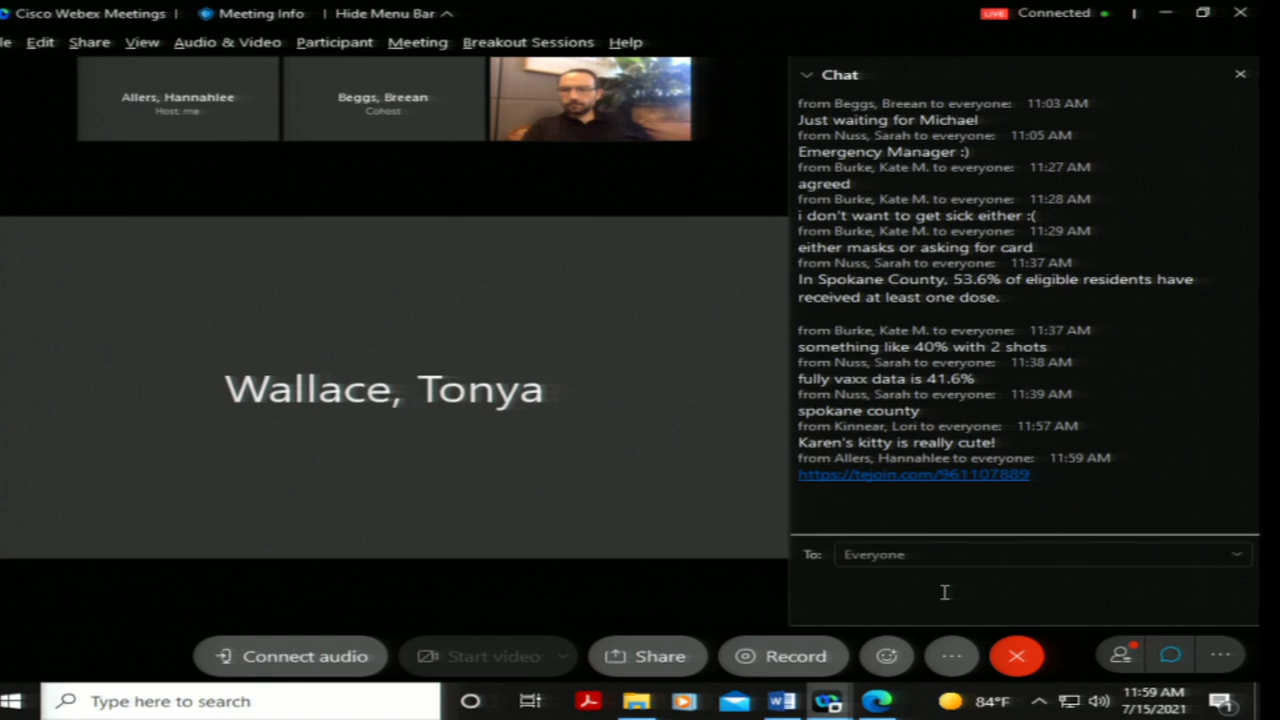 Cisco Webex Meetings
Meeting Info
Hide Menu Bar
LIVE
Connected
le Edit Share View Audio & Video Participant Meeting Breakout Sessions Help
Allers, Hannahlee
Host, me
Beggs, Breean
Cohost
Wallace, Tonya
Chat
from Beggs, Breean to everyone: 11:03 AM
Just waiting for Michael
from Nuss, Sarah to everyone: 11:05 AM
Emergency Manager :)
from Burke, Kate M. to everyone: 11:27 AM
agreed
from Burke, Kate M. to everyone: 11:28 AM
i don't want to get sick either :(
from Burke, Kate M. to everyone: 11:29 AM
either masks or asking for card
from Nuss, Sarah to everyone: 11:37 AM
In Spokane County, 53.6% of eligible residents have
received at least one dose.
from Burke, Kate M. to everyone: 11:37 AM
something like 40% with 2 shots
from Nuss, Sarah to everyone: 11:38 AM
fully vaxx data is 41.6%
from Nuss, Sarah to everyone: 11:39 AM
spokane county
from Kinnear, Lori to everyone: 11:57 AM
Karen's kitty is really cute!
from Allers, Hannahlee to everyone: 11:59 AM
https://tejoin.com/961107889
To: Everyone
Connect audio
Start video
Share
Record
Type here to search
84°F
11:59 AM
7/15/2021
1